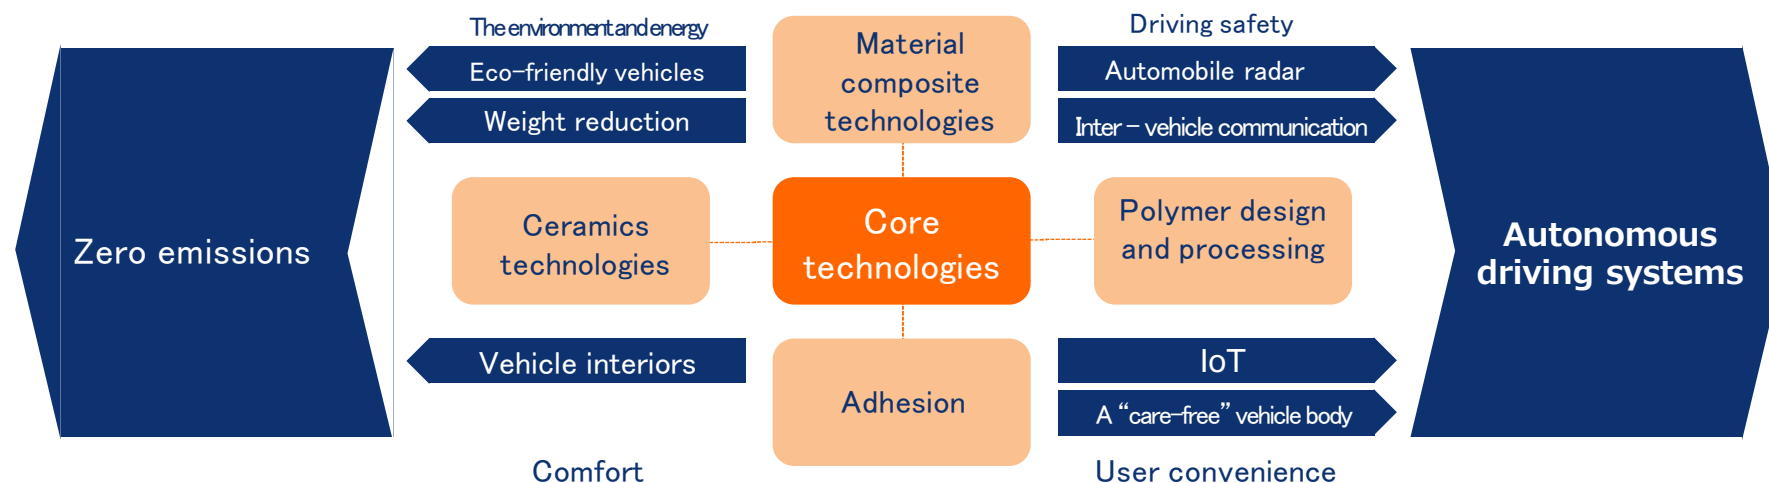 The environment and energy
Eco-friendly vehicles
Weight reduction
Material
composite
technologies
Driving safety
Automobile radar
Inter - vehicle communication
Zero emissions
Ceramics
technologies
Core
technologies
Polymer design
and processing
Autonomous
driving systems
Vehicle interiors
Comfort
Adhesion
IoT
A “care-free” vehicle body
User convenience